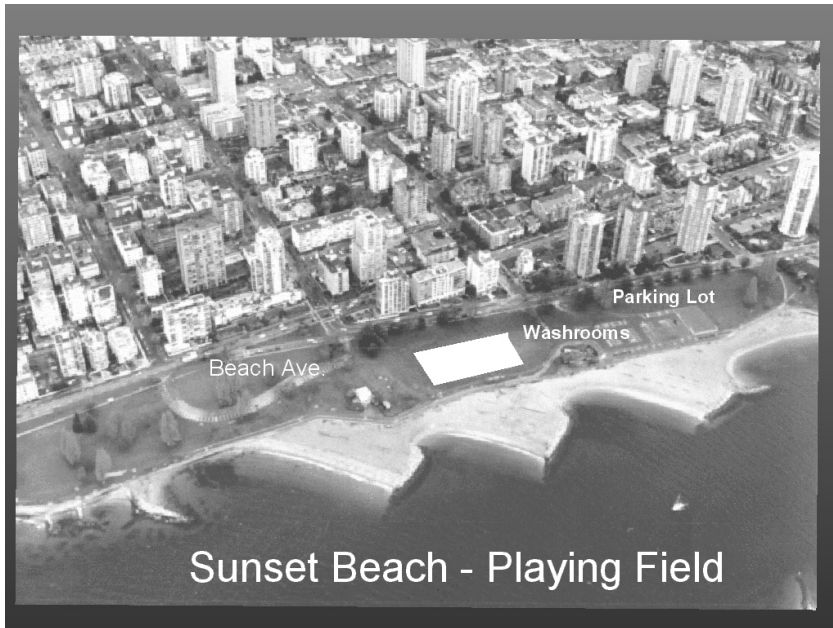 Parking Lot
Washrooms
Beach Ave.
Sunset Beach - Playing Field